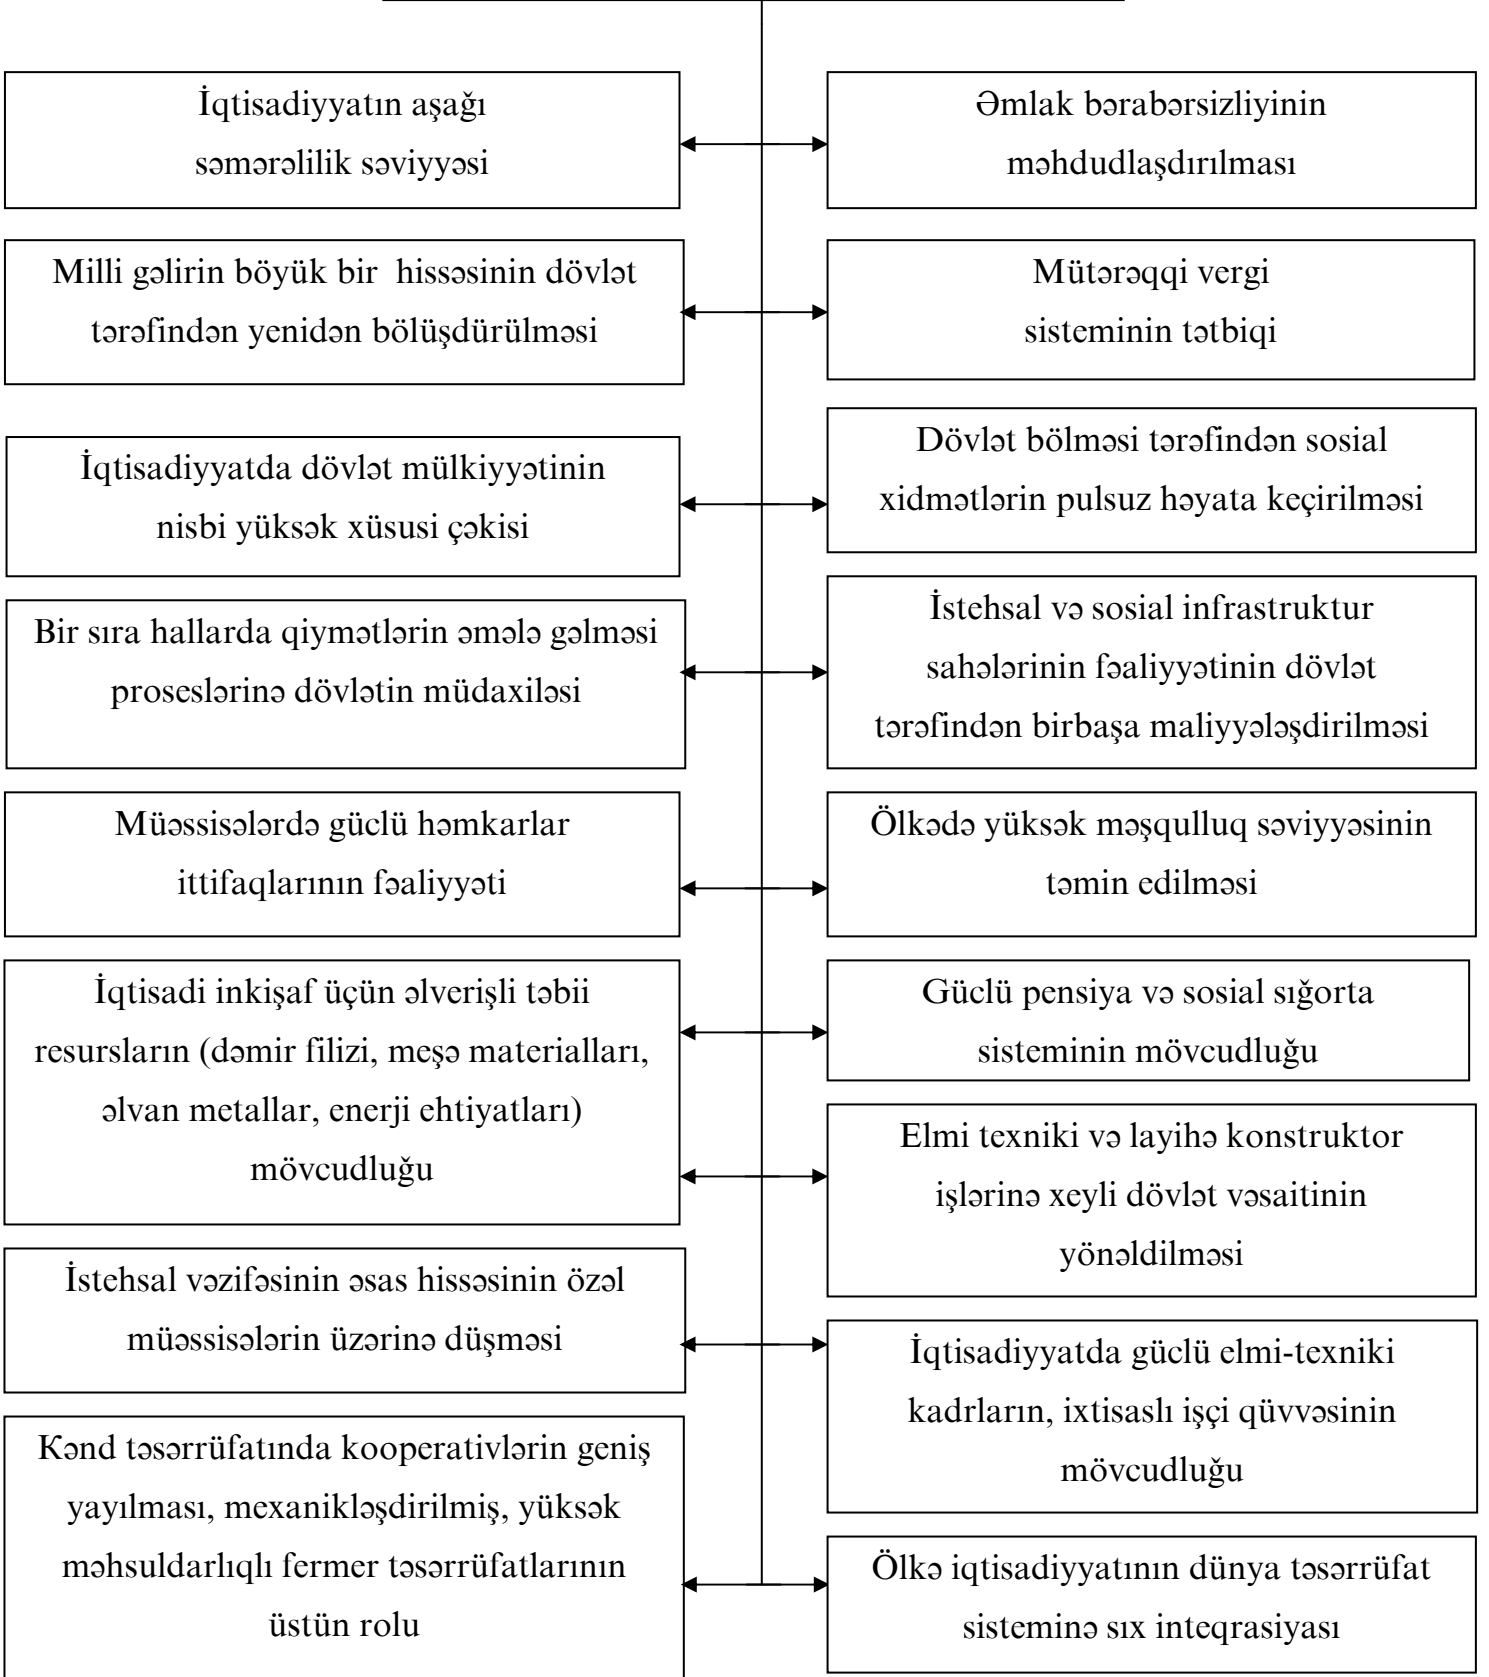 İqtisadiyyatın aşağı
səmərəlilik səviyyəsi
Əmlak bərabərsizliyinin
məhdudlaşdırılması
Milli gəlirin böyük bir hissəsinin dövlət
tərəfindən yenidən bölüşdürülməsi
Mütərəqqi vergi
sisteminin tətbiqi
İqtisadiyyatda dövlət mülkiyyətinin
nisbi yüksək xüsusi çəkisi
Dövlət bölməsi tərəfindən sosial
xidmətlərin pulsuz həyata keçirilməsi
Bir sıra hallarda qiymətlərin əmələ gəlməsi
proseslərinə dövlətin müdaxiləsi
İstehsal və sosial infrastruktur
sahələrinin fəaliyyətinin dövlət
tərəfindən birbaşa maliyyələşdirilməsi
Müəssisələrdə güclü həmkarlar
ittifaqlarının fəaliyyəti
Ölkədə yüksək məşqulluq səviyyəsinin
təmin edilməsi
İqtisadi inkişaf üçün əlverişli təbii
resursların (dəmir filizi, meşə materialları,
əlvan metallar, enerji ehtiyatları)
mövcudluğu
Güclü pensiya və sosial sığorta
sisteminin mövcudluğu
Elmi texniki və layihə konstruktor
işlərinə xeyli dövlət vəsaitinin
yönəldilməsi
İstehsal vəzifəsinin əsas hissəsinin özəl
müəssisələrin üzərinə düşməsi
İqtisadiyyatda güclü elmi-texniki
kadrların, ixtisaslı işçi qüvvəsinin
mövcudluğu
Kənd təsərrüfatında kooperativlərin geniş
yayılması, mexanikləşdirilmiş, yüksək
məhsuldarlıqlı fermer təsərrüfatlarının
üstün rolu
Ölkə iqtisadiyyatının dünya təsərrüfat
sisteminə sıx inteqrasiyası